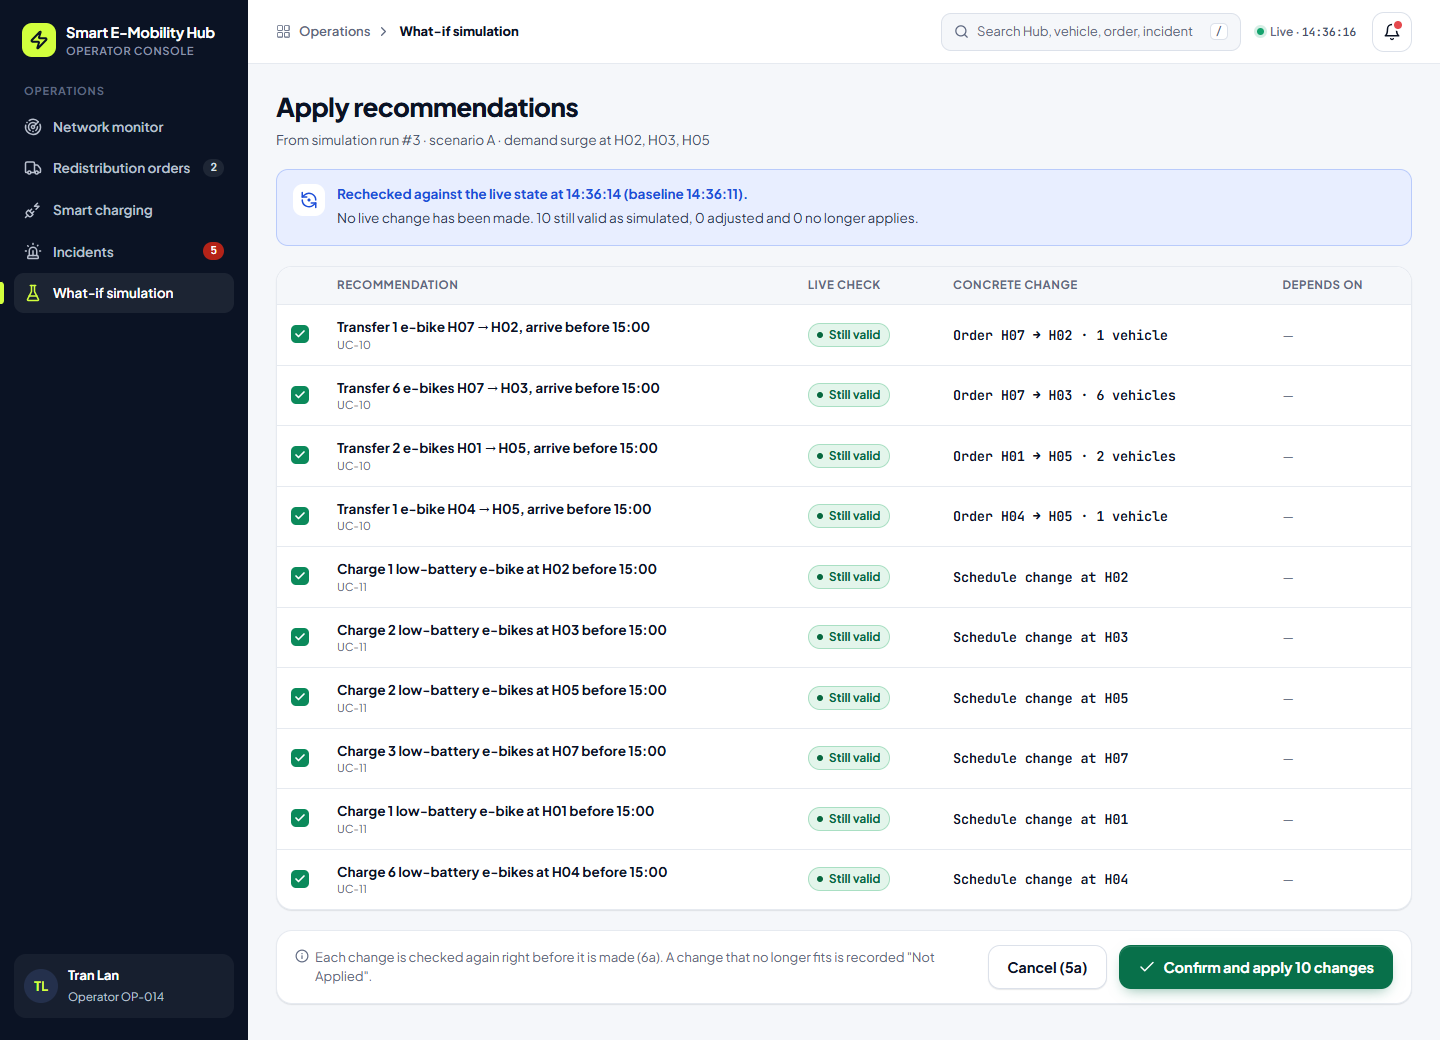 Smart E-Mobility Hub
OPERATOR CONSOLE
OPERATIONS
Network monitor
Redistribution orders 2
Smart charging
Incidents 5
What-if simulation
TL
Tran Lan
Operator OP-014
Operations > What-if simulation
Search Hub, vehicle, order, incident /
Live · 14:36:16
Apply recommendations
From simulation run #3 · scenario A · demand surge at H02, H03, H05
Rechecked against the live state at 14:36:14 (baseline 14:36:11).
No live change has been made. 10 still valid as simulated, 0 adjusted and 0 no longer applies.
RECOMMENDATION LIVE CHECK CONCRETE CHANGE DEPENDS ON
Transfer 1 e-bike H07 → H02, arrive before 15:00
UC-10
Still valid
Order H07 → H02 · 1 vehicle
—
Transfer 6 e-bikes H07 → H03, arrive before 15:00
UC-10
Still valid
Order H07 → H03 · 6 vehicles
—
Transfer 2 e-bikes H01 → H05, arrive before 15:00
UC-10
Still valid
Order H01 → H05 · 2 vehicles
—
Transfer 1 e-bike H04 → H05, arrive before 15:00
UC-10
Still valid
Order H04 → H05 · 1 vehicle
—
Charge 1 low-battery e-bike at H02 before 15:00
UC-11
Still valid
Schedule change at H02
—
Charge 2 low-battery e-bikes at H03 before 15:00
UC-11
Still valid
Schedule change at H03
—
Charge 2 low-battery e-bikes at H05 before 15:00
UC-11
Still valid
Schedule change at H05
—
Charge 3 low-battery e-bikes at H07 before 15:00
UC-11
Still valid
Schedule change at H07
—
Charge 1 low-battery e-bike at H01 before 15:00
UC-11
Still valid
Schedule change at H01
—
Charge 6 low-battery e-bikes at H04 before 15:00
UC-11
Still valid
Schedule change at H04
—
Each change is checked again right before it is made (6a). A change that no longer fits is recorded "Not
Applied".
Cancel (5a)
Confirm and apply 10 changes